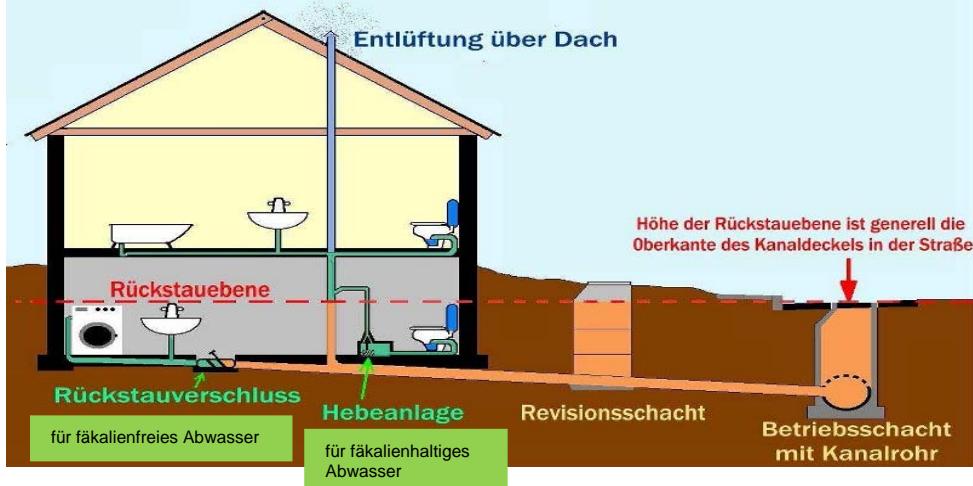 Entlüftung über Dach
Höhe der Rückstauebene ist generell die
Oberkante des Kanaldeckels in der Straße
Rückstauebene
Rückstauverschluss
für fäkalienfreies Abwasser
Hebeanlage
für fäkalienhaltiges
Abwasser
Revisionsschacht
Betriebsschacht
mit Kanalrohr